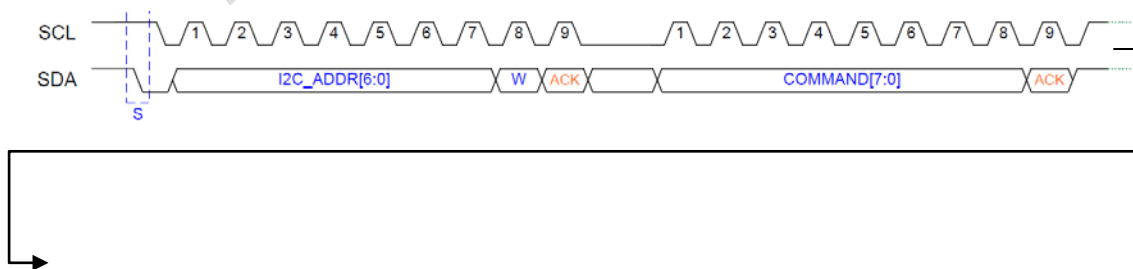 SCL 1 2 3 4 5 6 7 8 9 1 2 3 4 5 6 7 8 9
SDA I2C_ADDR[6:0] W ACK COMMAND[7:0] ACK
S